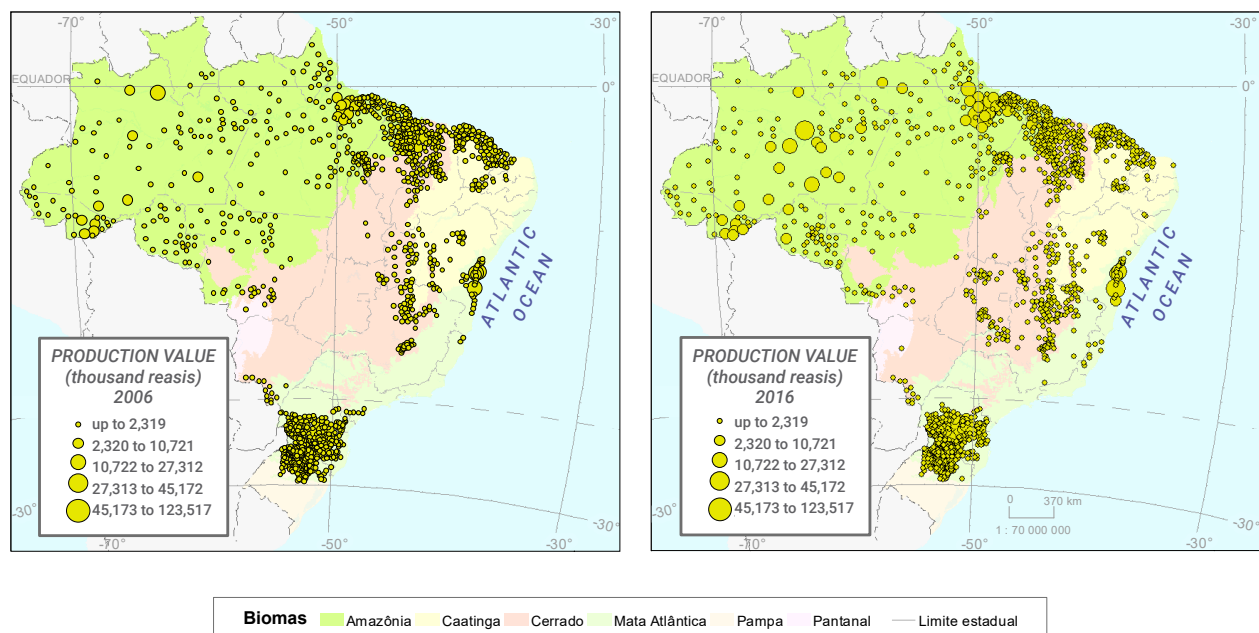 -70°
-50°
-30°
EQUADOR
0°
ATLANTIC
OCEAN
PRODUCTION VALUE
(thousand reasis)
2006
up to 2,319
2,320 to 10,721
10,722 to 27,312
27,313 to 45,172
45,173 to 123,517
-30°
-30°
-70°
-50°
-30°
-70°
-50°
-30°
EQUADOR
0°
ATLANTIC
OCEAN
PRODUCTION VALUE
(thousand reasis)
2016
up to 2,319
2,320 to 10,721
10,722 to 27,312
27,313 to 45,172
45,173 to 123,517
0 370 km
1 : 70 000 000
-30°
-30°
-70°
-50°
-30°
Biomas Amazônia Caatinga Cerrado Mata Atlântica Pampa Pantanal Limite estadual